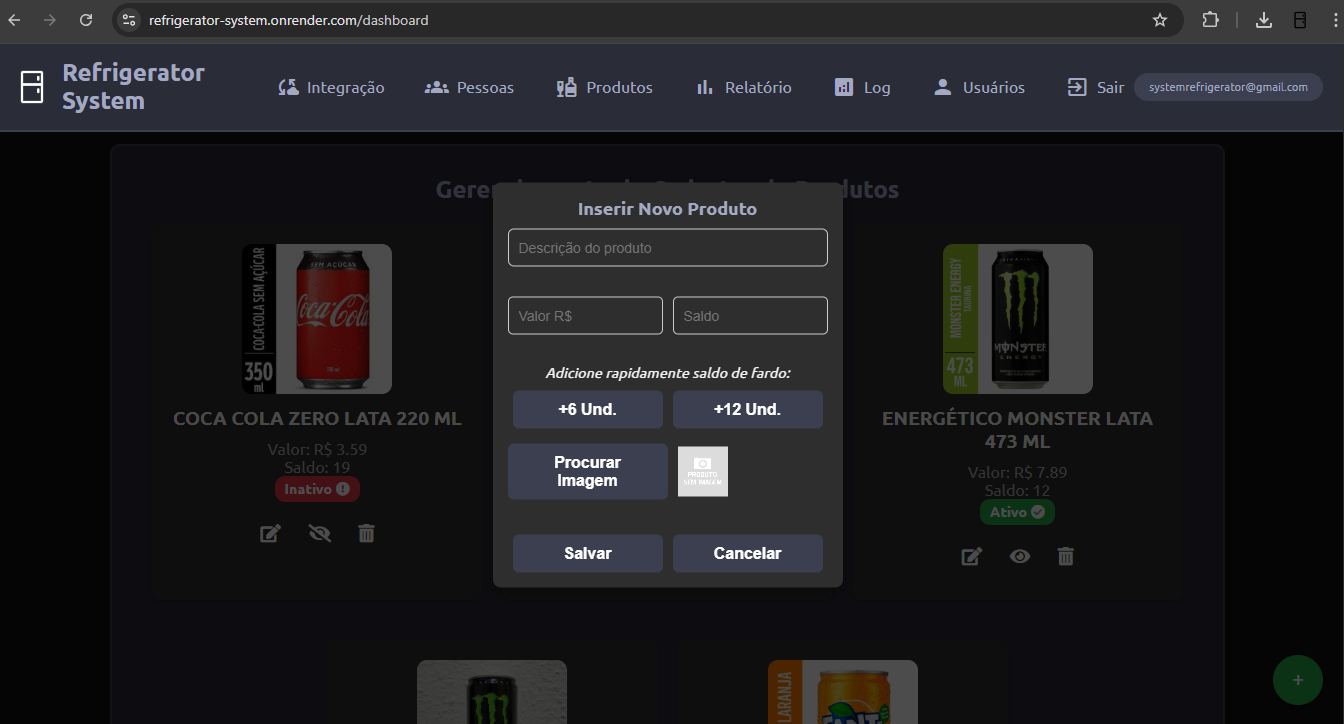 refrigerator-system.onrender.com/dashboard
Refrigerator
System
Integração
Pessoas
Produtos
Relatório
Log
Usuários
Sair
systemrefrigerator@gmail.com
Inserir Novo Produto
Descrição do produto
Valor R$
Saldo
Adicione rapidamente saldo de fardo:
+6 Und.
+12 Und.
Procurar
Imagem
PRODUTO
SEM IMAGEM
Salvar
Cancelar
COCA-COLA SEM AÇÚCAR
350
ml
SEM AÇÚCAR
Coca-Cola
COCA COLA ZERO LATA 220 ML
Valor: R$ 3.59
Saldo: 19
Inativo
MONSTER ENERGY
473
ML
MONSTER
ENERGY
ENERGÉTICO MONSTER LATA
473 ML
Valor: R$ 7.89
Saldo: 12
Ativo
LARANJA
+